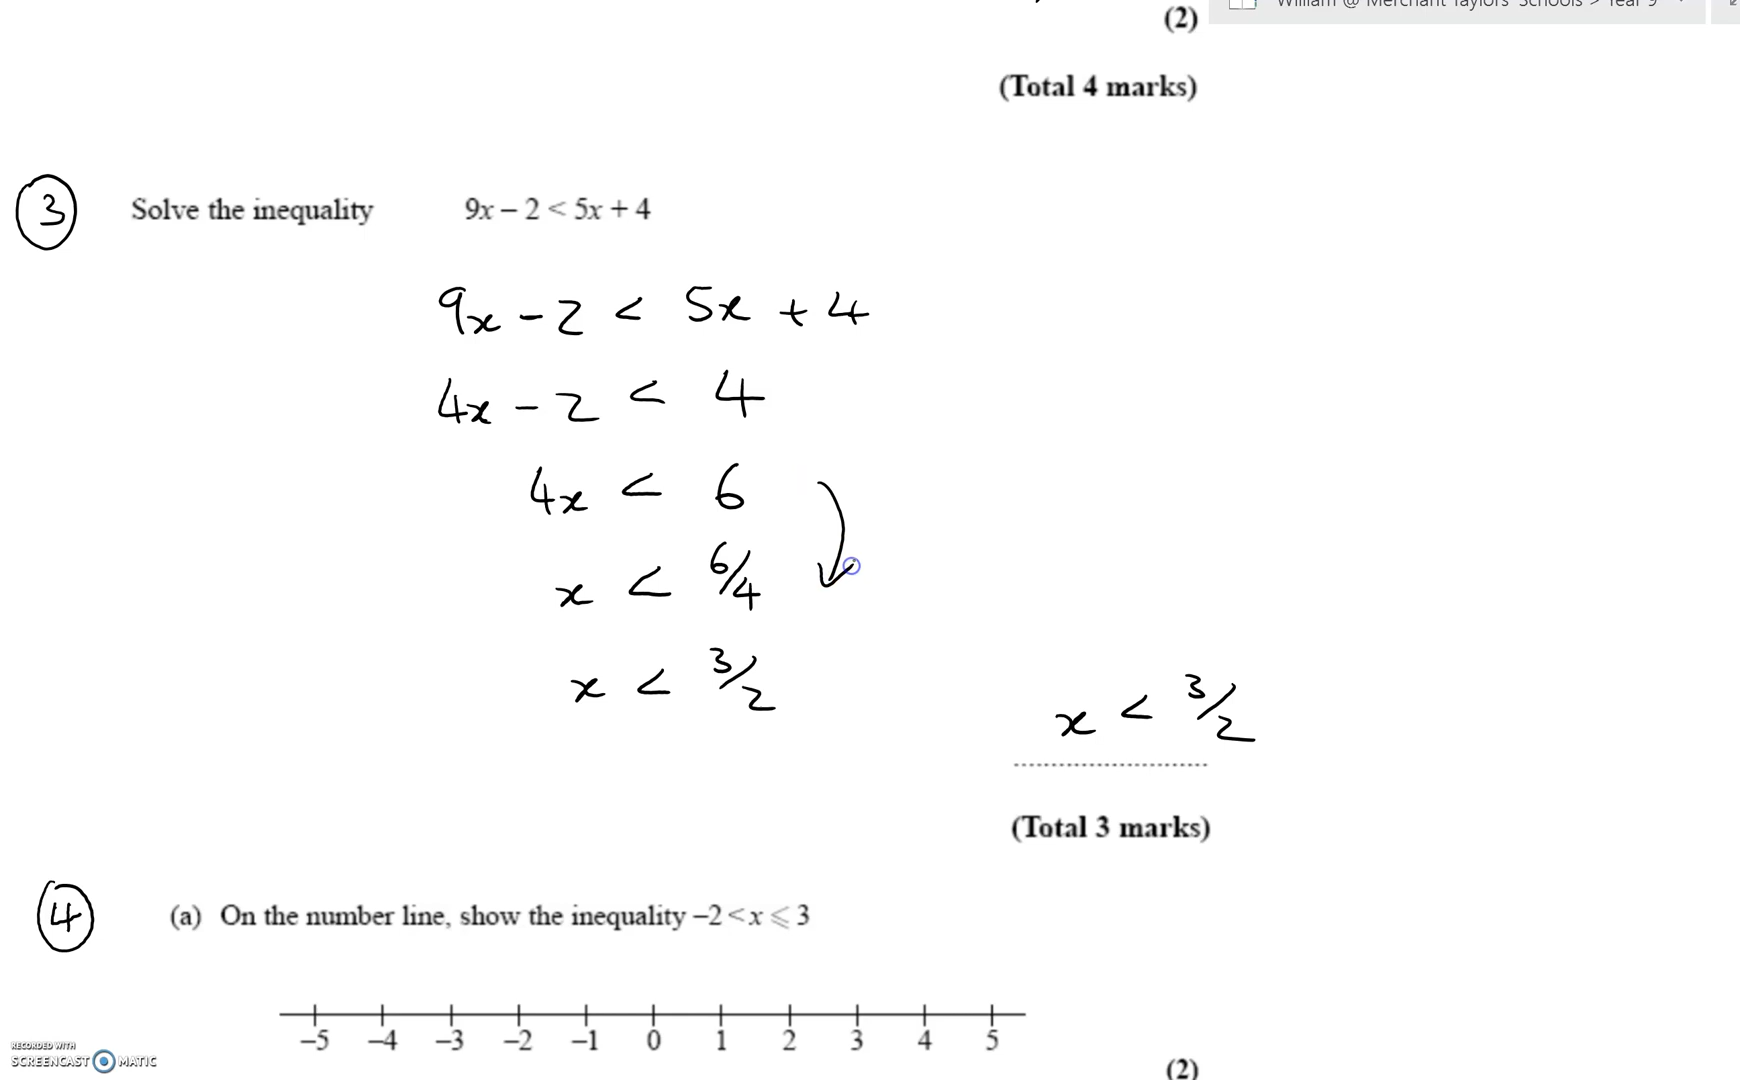 William @ Merchant Taylors' Schools > Year 9
(2)
(Total 4 marks)
3 Solve the inequality 9x – 2 < 5x + 4
9x - 2 < 5x + 4
4x - 2 < 4
4x < 6
x < 6/4
x < 3/2
x < 3/2
(Total 3 marks)
4 (a) On the number line, show the inequality –2 < x ⩽ 3
–5 –4 –3 –2 –1 0 1 2 3 4 5
RECORDED WITH
SCREENCAST MATIC
(2)